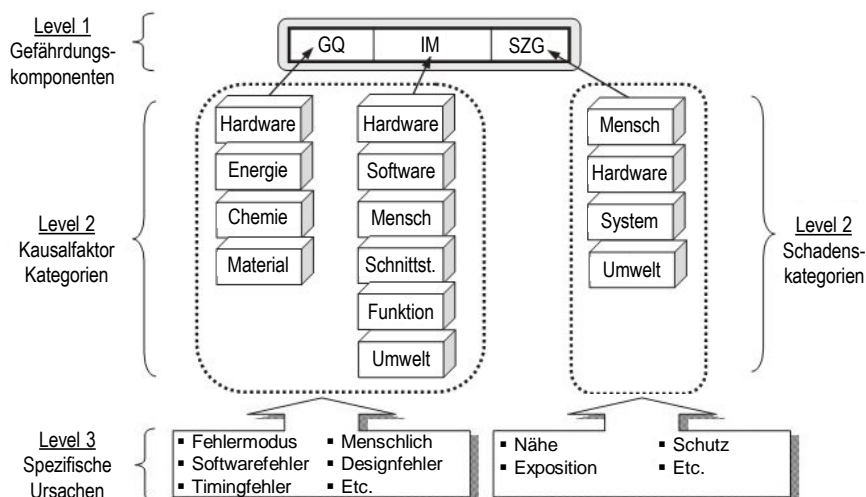 Level 1
Gefährdungs-
komponenten
GQ IM SZG
Level 2
Kausalfaktor
Kategorien
Hardware
Energie
Chemie
Material
Hardware
Software
Mensch
Schnittst.
Funktion
Umwelt
Mensch
Hardware
System
Umwelt
Level 2
Schadens-
kategorien
Level 3
Spezifische
Ursachen
▪ Fehlermodus
▪ Softwarefehler
▪ Timingfehler
▪ Menschlich
▪ Designfehler
▪ Etc.
▪ Nähe
▪ Exposition
▪ Schutz
▪ Etc.